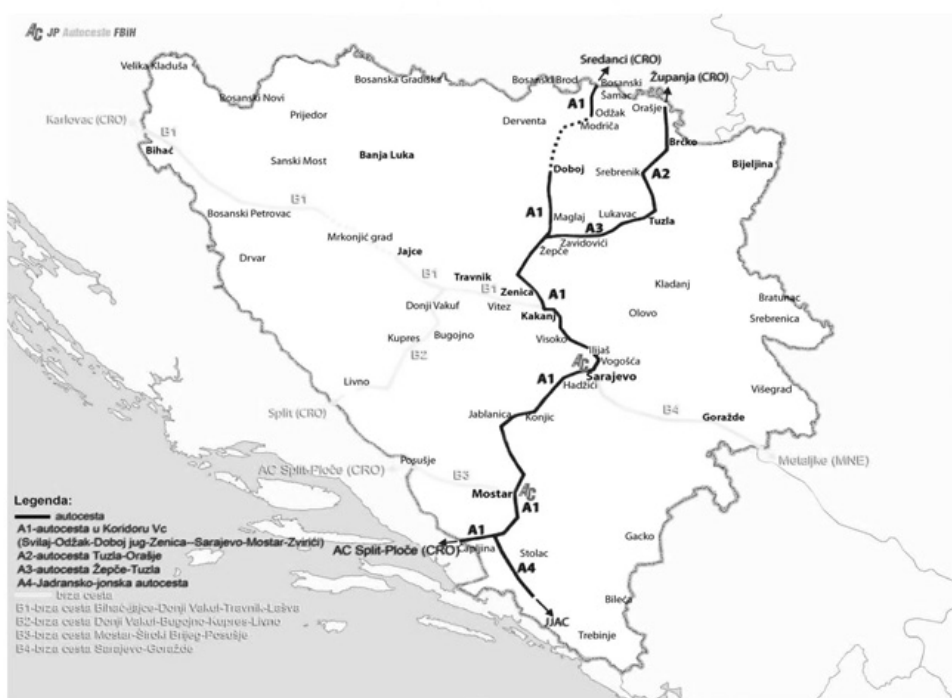 AC JP Autoceste FBiH
Sredanci (CRO)
Velika Kladuša
Bosanska Gradiška
Bosanski Brod
Bosanski
Šamac
Županja (CRO)
Bosanski Novi
A1
Odžak
Orašje
Prijedor
Derventa
Modriča
Karlovac (CRO)
B1
Bihać
Sanski Most
Banja Luka
Brčko
Doboj
Srebrenik
A2
Bijeljina
B1
Bosanski Petrovac
A1
Maglaj
Lukavac
Tuzla
Mrkonjić grad
A3
Zavidovići
Žepče
Drvar
Jajce
B1
Travnik
B1
Zenica
A1
Kladanj
Donji Vakuf
Vitez
Kakanj
Olovo
Bratunac
Srebrenica
Kupres
Bugojno
B2
Visoko
Ilijaš
AC
Vogošća
Livno
A1
Sarajevo
Hadžići
Višegrad
Split (CRO)
Jablanica
Konjic
B4
Goražde
Posušje
AC Split-Ploče (CRO)
B3
Metaljke (MNE)
Mostar
AC
A1
Legenda:
autocesta
A1-autocesta u Koridoru Vc
(Svilaj-Odžak-Doboj jug-Zenica--Sarajevo-Mostar-Zvirići)
A2-autocesta Tuzla-Orašje
A3-autocesta Žepče-Tuzla
A4-Jadransko-jonska autocesta
brza cesta
B1-brza cesta Bihać-Jajce-Donji Vakuf-Travnik-Lašva
B2-brza cesta Donji Vakuf-Bugojno-Kupres-Livno
B3-brza cesta Mostar-Široki Brijeg-Posušje
B4-brza cesta Sarajevo-Goražde
A1
AC Split-Ploče (CRO)
Čapljina
Stolac
Gacko
A4
JJAC
Bileća
Trebinje